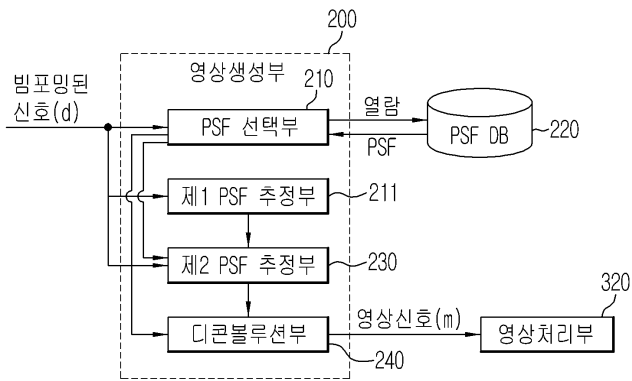 200
빔포밍된
신호(d)
영상생성부
210
PSF 선택부
열람
PSF
PSF DB
220
제1 PSF 추정부
211
제2 PSF 추정부
230
디콘볼루션부
240
영상신호(m)
320
영상처리부